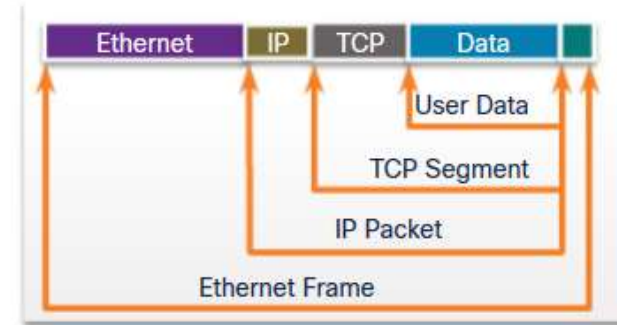 Ethernet IP TCP Data
User Data
TCP Segment
IP Packet
Ethernet Frame